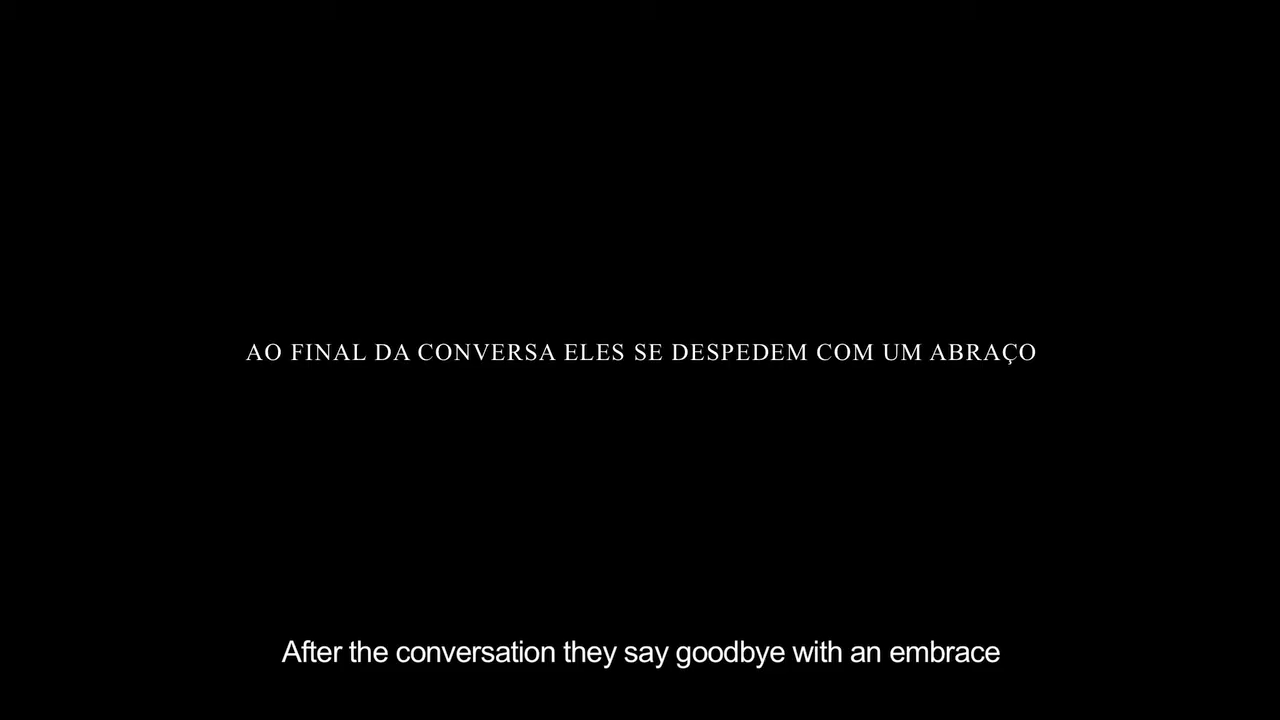 AO FINAL DA CONVERSA ELES SE DESPEDEM COM UM ABRAÇO
After the conversation they say goodbye with an embrace